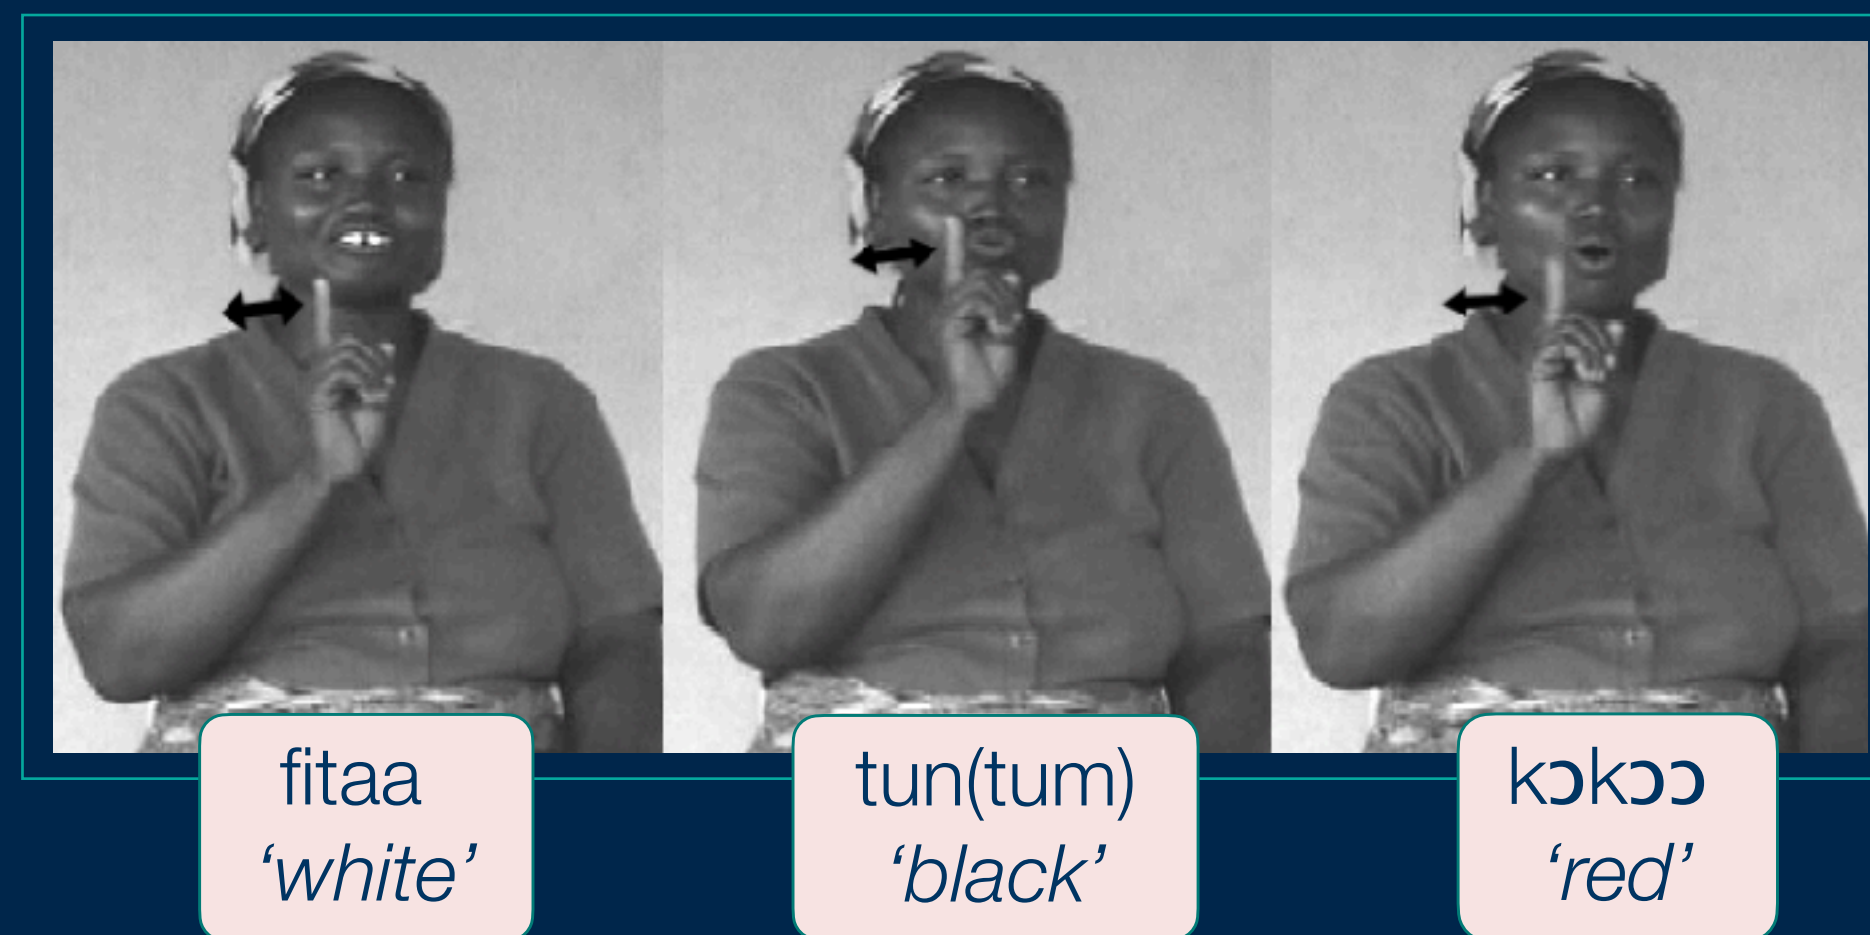 fitaa
‘white’
tun(tum)
‘black’
kɔkɔɔ
‘red’